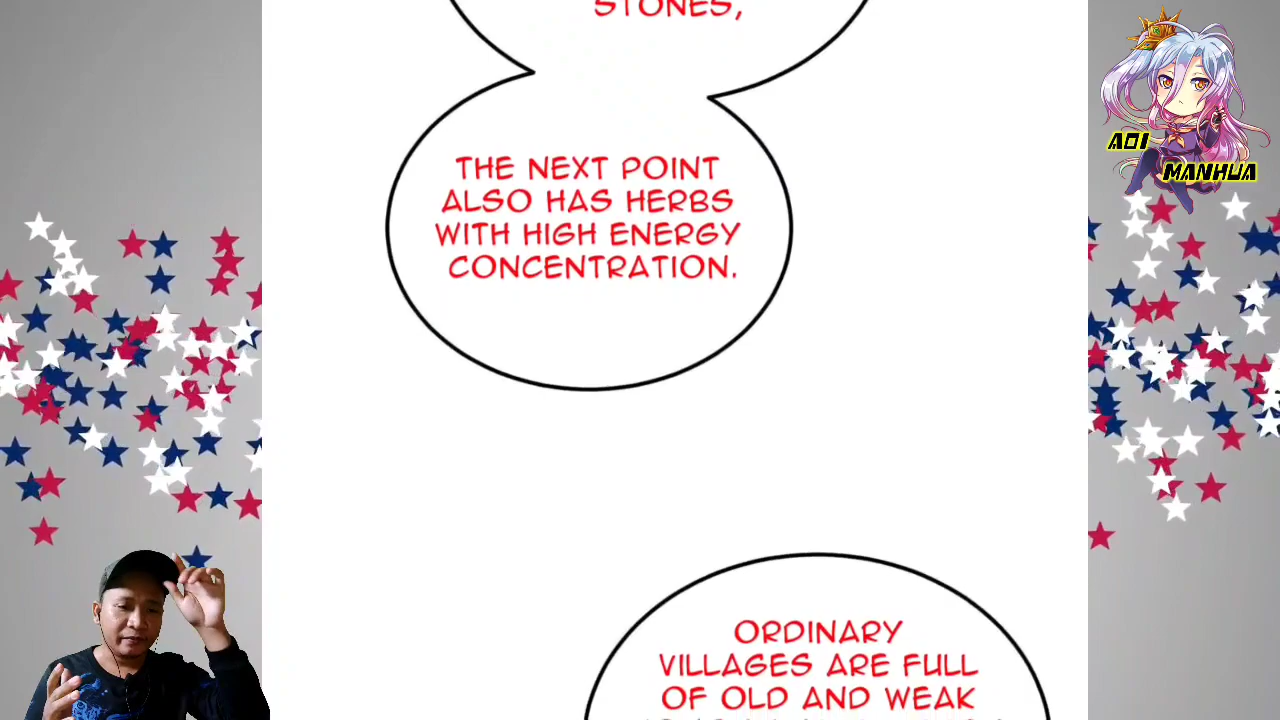 STONES,
THE NEXT POINT
ALSO HAS HERBS
WITH HIGH ENERGY
CONCENTRATION.
ORDINARY
VILLAGES ARE FULL
OF OLD AND WEAK
AOI
MANHUA